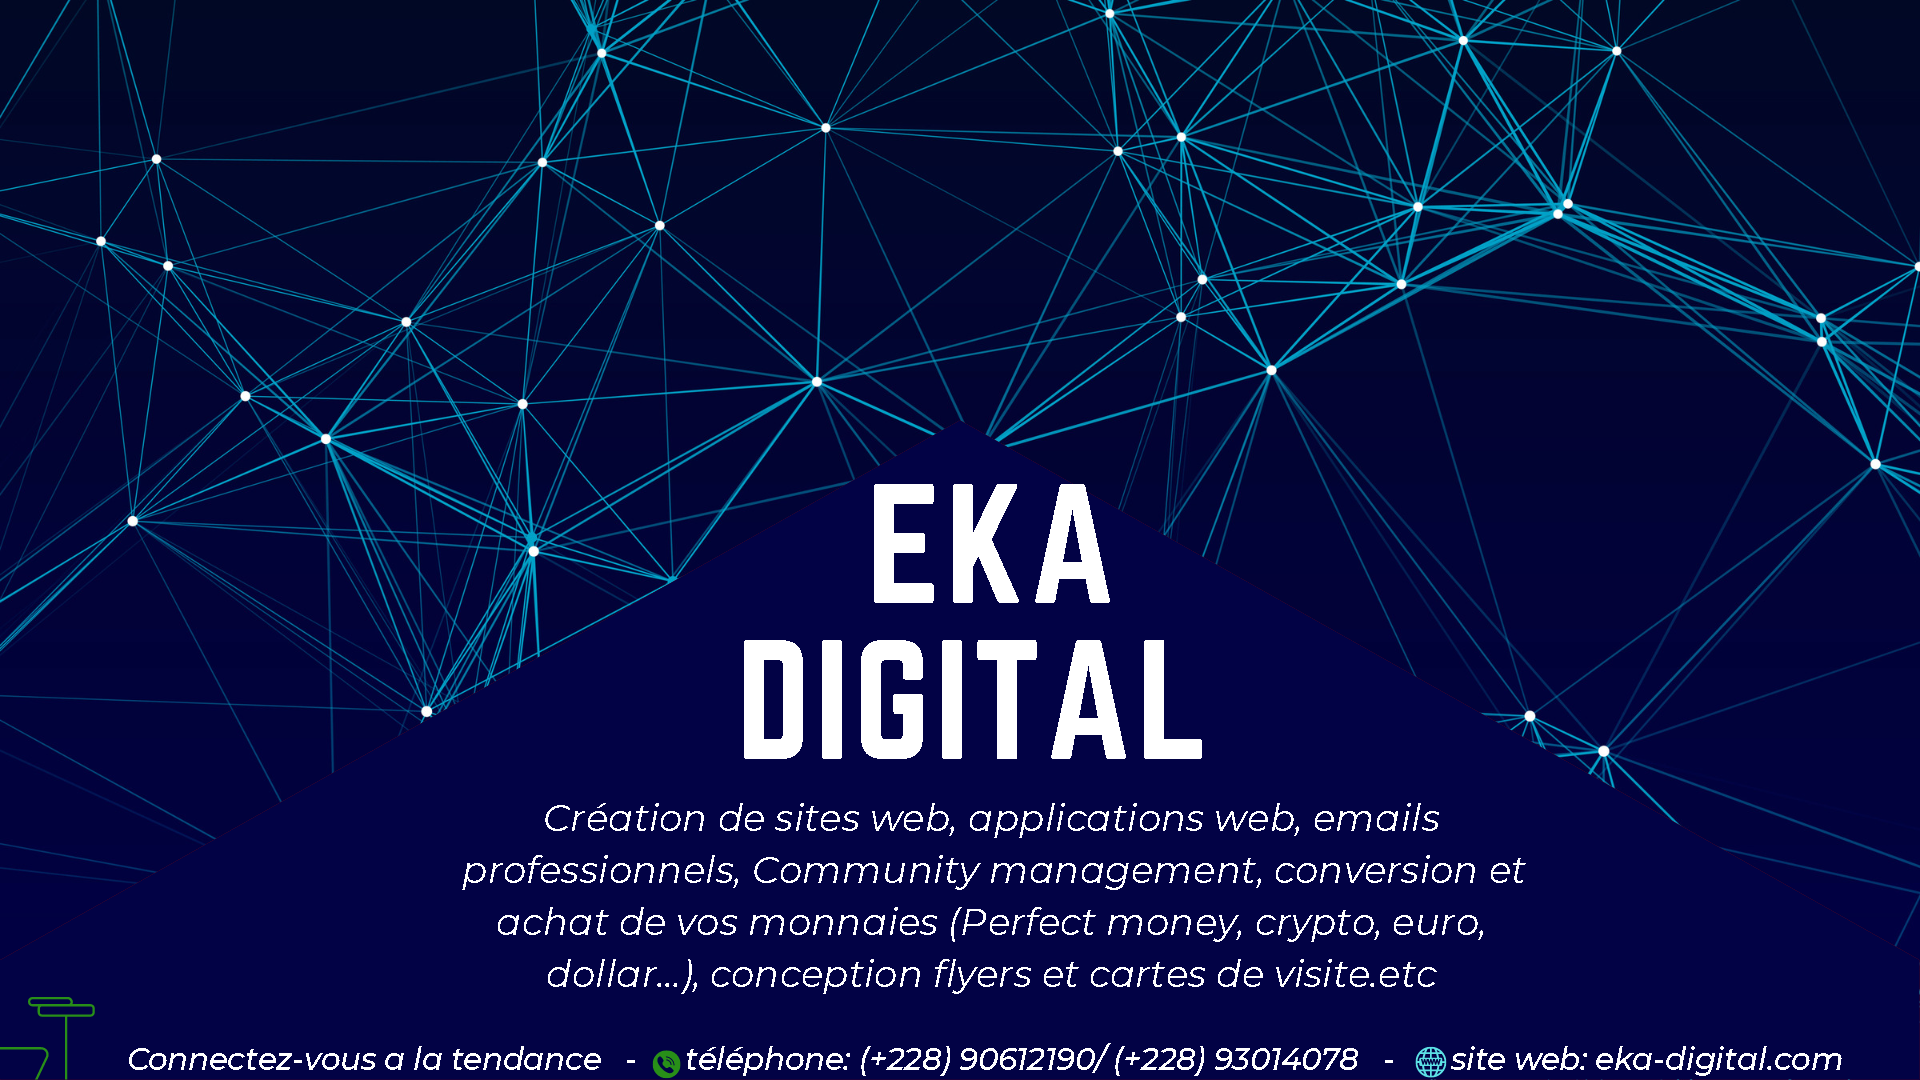 EKA
DIGITAL
Création de sites web, applications web, emails
professionnels, Community management, conversion et
achat de vos monnaies (Perfect money, crypto, euro,
dollar...), conception flyers et cartes de visite.etc
Connectez-vous a la tendance - téléphone: (+228) 90612190/ (+228) 93014078 - site web: eka-digital.com